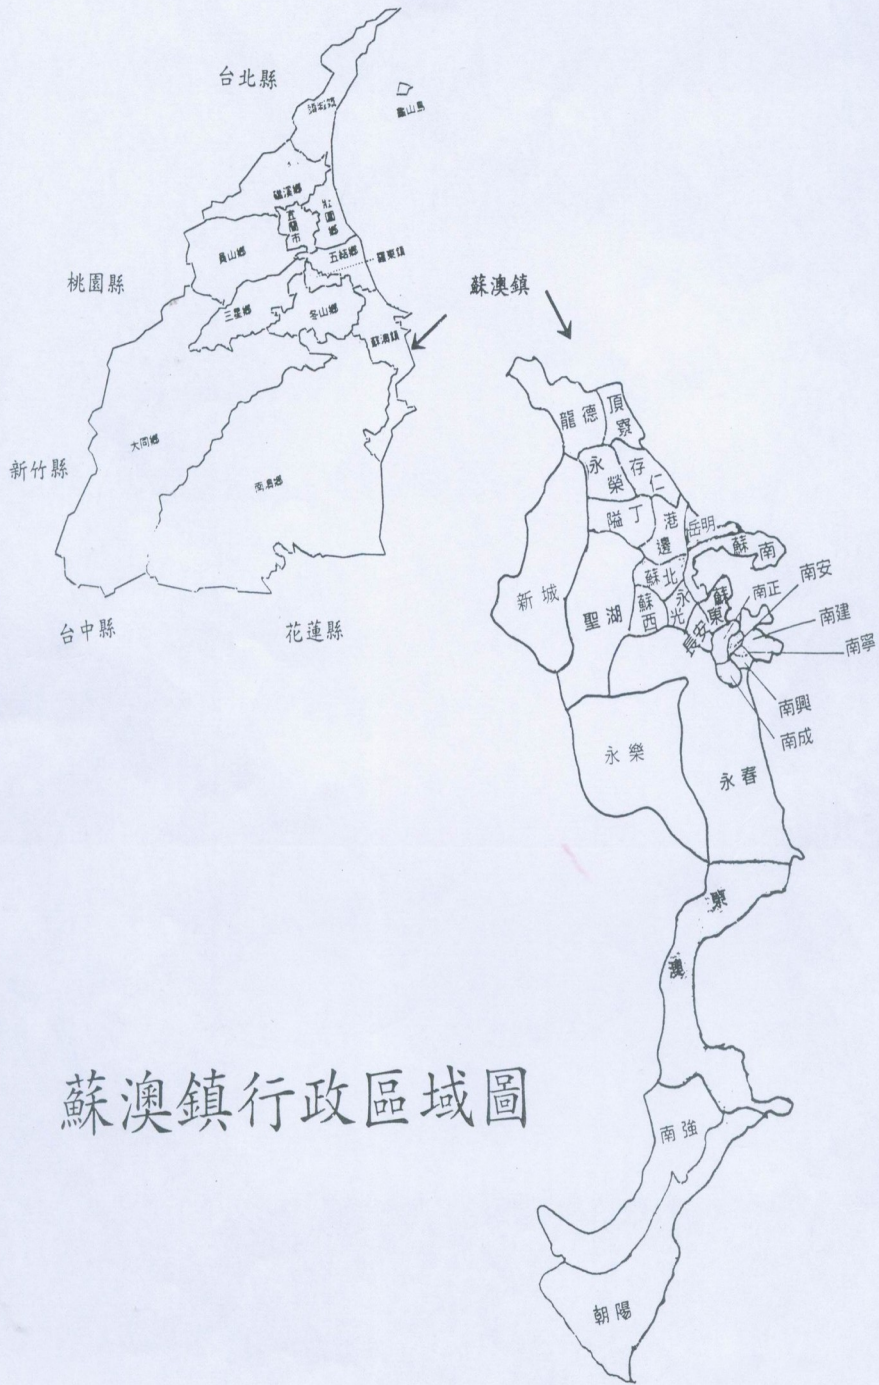 台北縣
頭城鎮
龜山島
礁溪鄉
宜蘭市
壯圍鄉
員山鄉
五結鄉
羅東鎮
桃園縣
三星鄉
冬山鄉
蘇澳鎮
蘇澳鎮
大同鄉
新竹縣
南澳鄉
台中縣
花蓮縣
龍德
頂寮
永榮
存仁
隘丁
港邊
岳明
蘇南
新城
聖湖
蘇北
蘇西
永光
蘇東
長安
南正
南安
南建
南寧
南興
南成
永樂
永春
東澳
蘇澳鎮行政區域圖
南強
朝陽